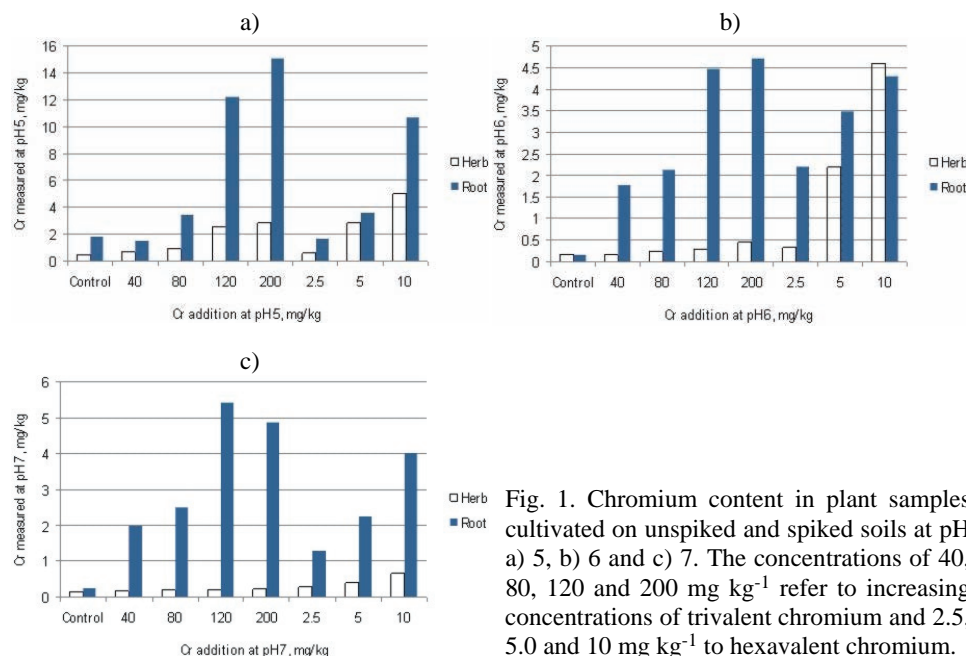 a)
16
14
12
10
8
6
4
2
0
Cr measured at pH5, mg/kg
Control 40 80 120 200 2.5 5 10
Cr addition at pH5, mg/kg
Herb
Root
b)
5
4.5
4
3.5
3
2.5
2
1.5
1
0.5
0
Cr measured at pH6, mg/kg
Control 40 80 120 200 2.5 5 10
Cr addition at pH6, mg/kg
Herb
Root
c)
6
5
4
3
2
1
0
Cr measured at pH7, mg/kg
Control 40 80 120 200 2.5 5 10
Cr addition at pH7, mg/kg
Herb
Root
Fig. 1. Chromium content in plant samples
cultivated on unspiked and spiked soils at pH
a) 5, b) 6 and c) 7. The concentrations of 40,
80, 120 and 200 mg kg⁻¹ refer to increasing
concentrations of trivalent chromium and 2.5,
5.0 and 10 mg kg⁻¹ to hexavalent chromium.